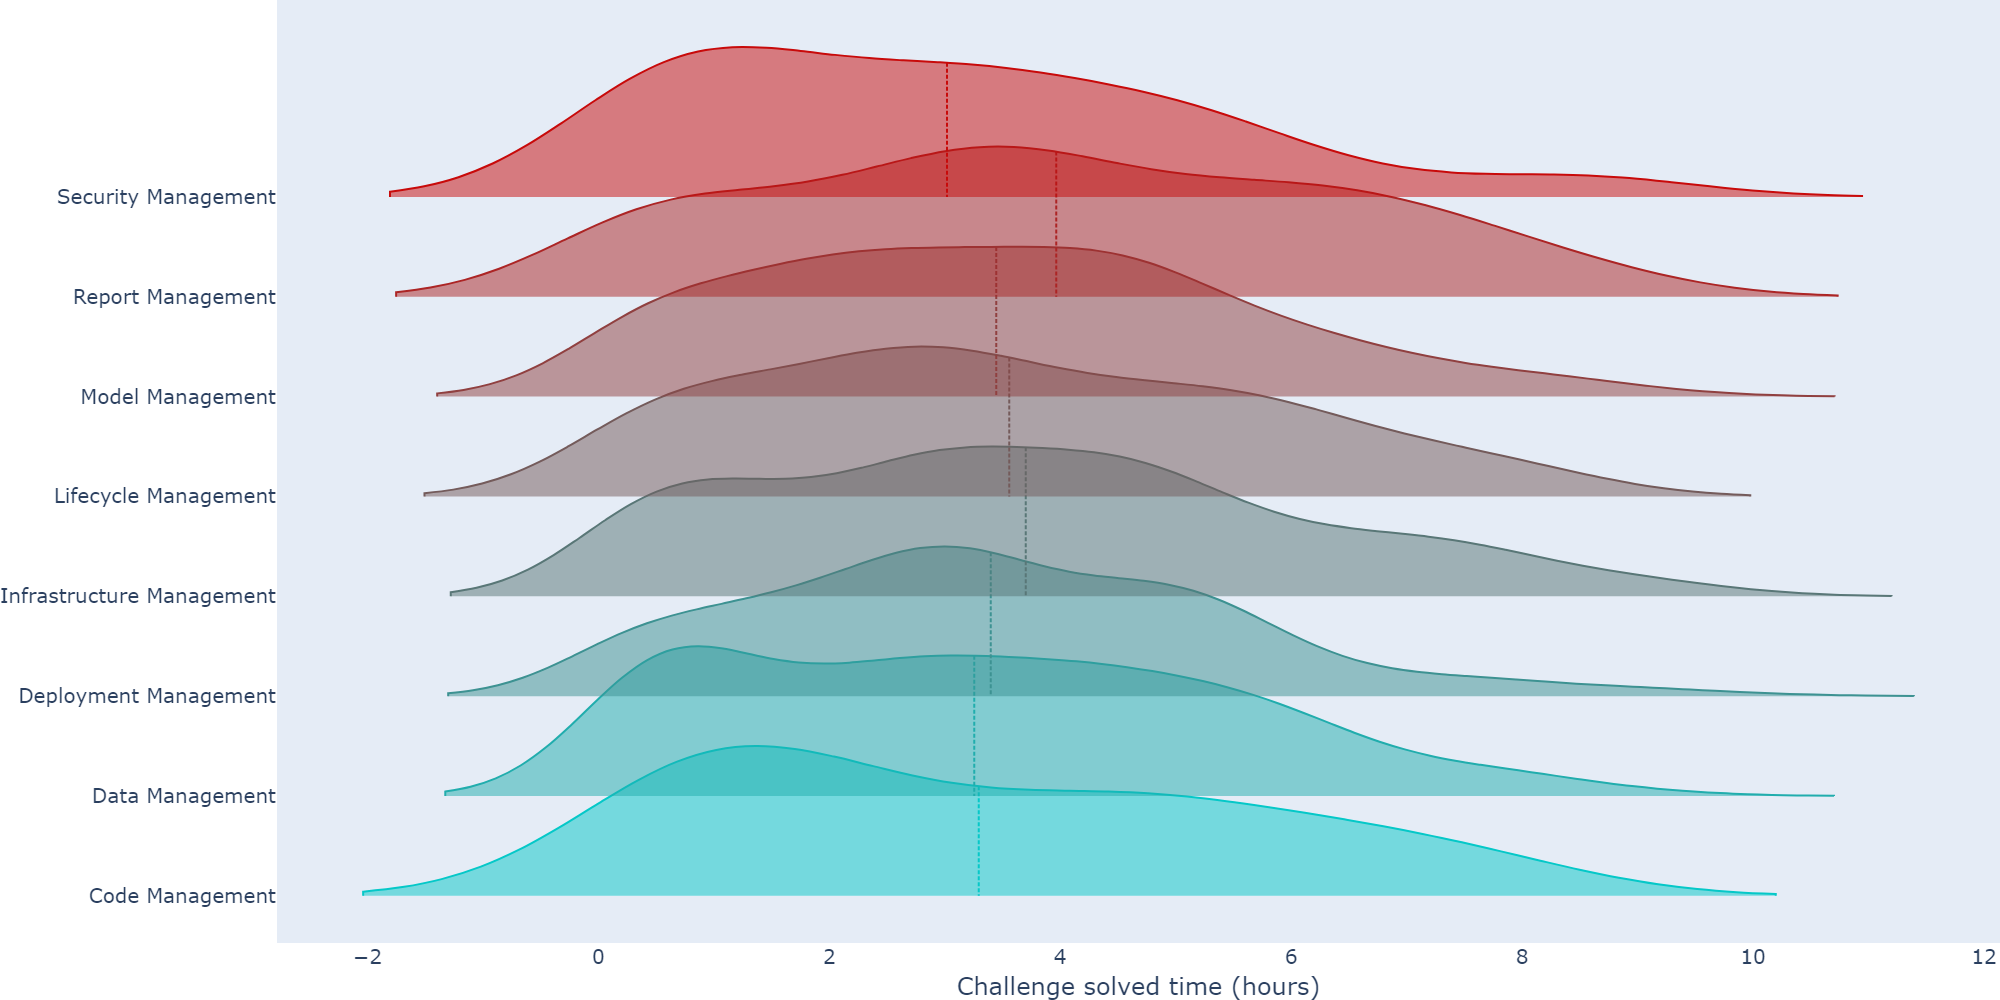 Security Management
Report Management
Model Management
Lifecycle Management
Infrastructure Management
Deployment Management
Data Management
Code Management
−2 0 2 4 6 8 10 12
Challenge solved time (hours)